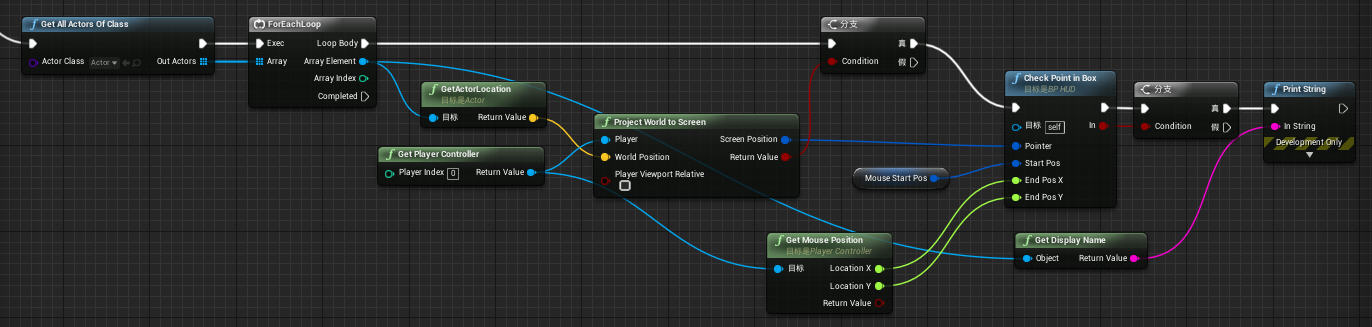 Get All Actors Of Class
Actor Class Actor Out Actors
ForEachLoop
Exec Loop Body
Array Array Element
Array Index
Completed
GetActorLocation
目标是Actor
目标 Return Value
Get Player Controller
Player Index 0 Return Value
Project World to Screen
Player Screen Position
World Position Return Value
Player Viewport Relative
分支
真
Condition 假
Mouse Start Pos
Get Mouse Position
目标是Player Controller
目标 Location X
Location Y
Return Value
Check Point in Box
目标是BP HUD
目标 self In
Pointer
Start Pos
End Pos X
End Pos Y
Get Display Name
Object Return Value
分支
真
Condition 假
Print String
In String
Development Only